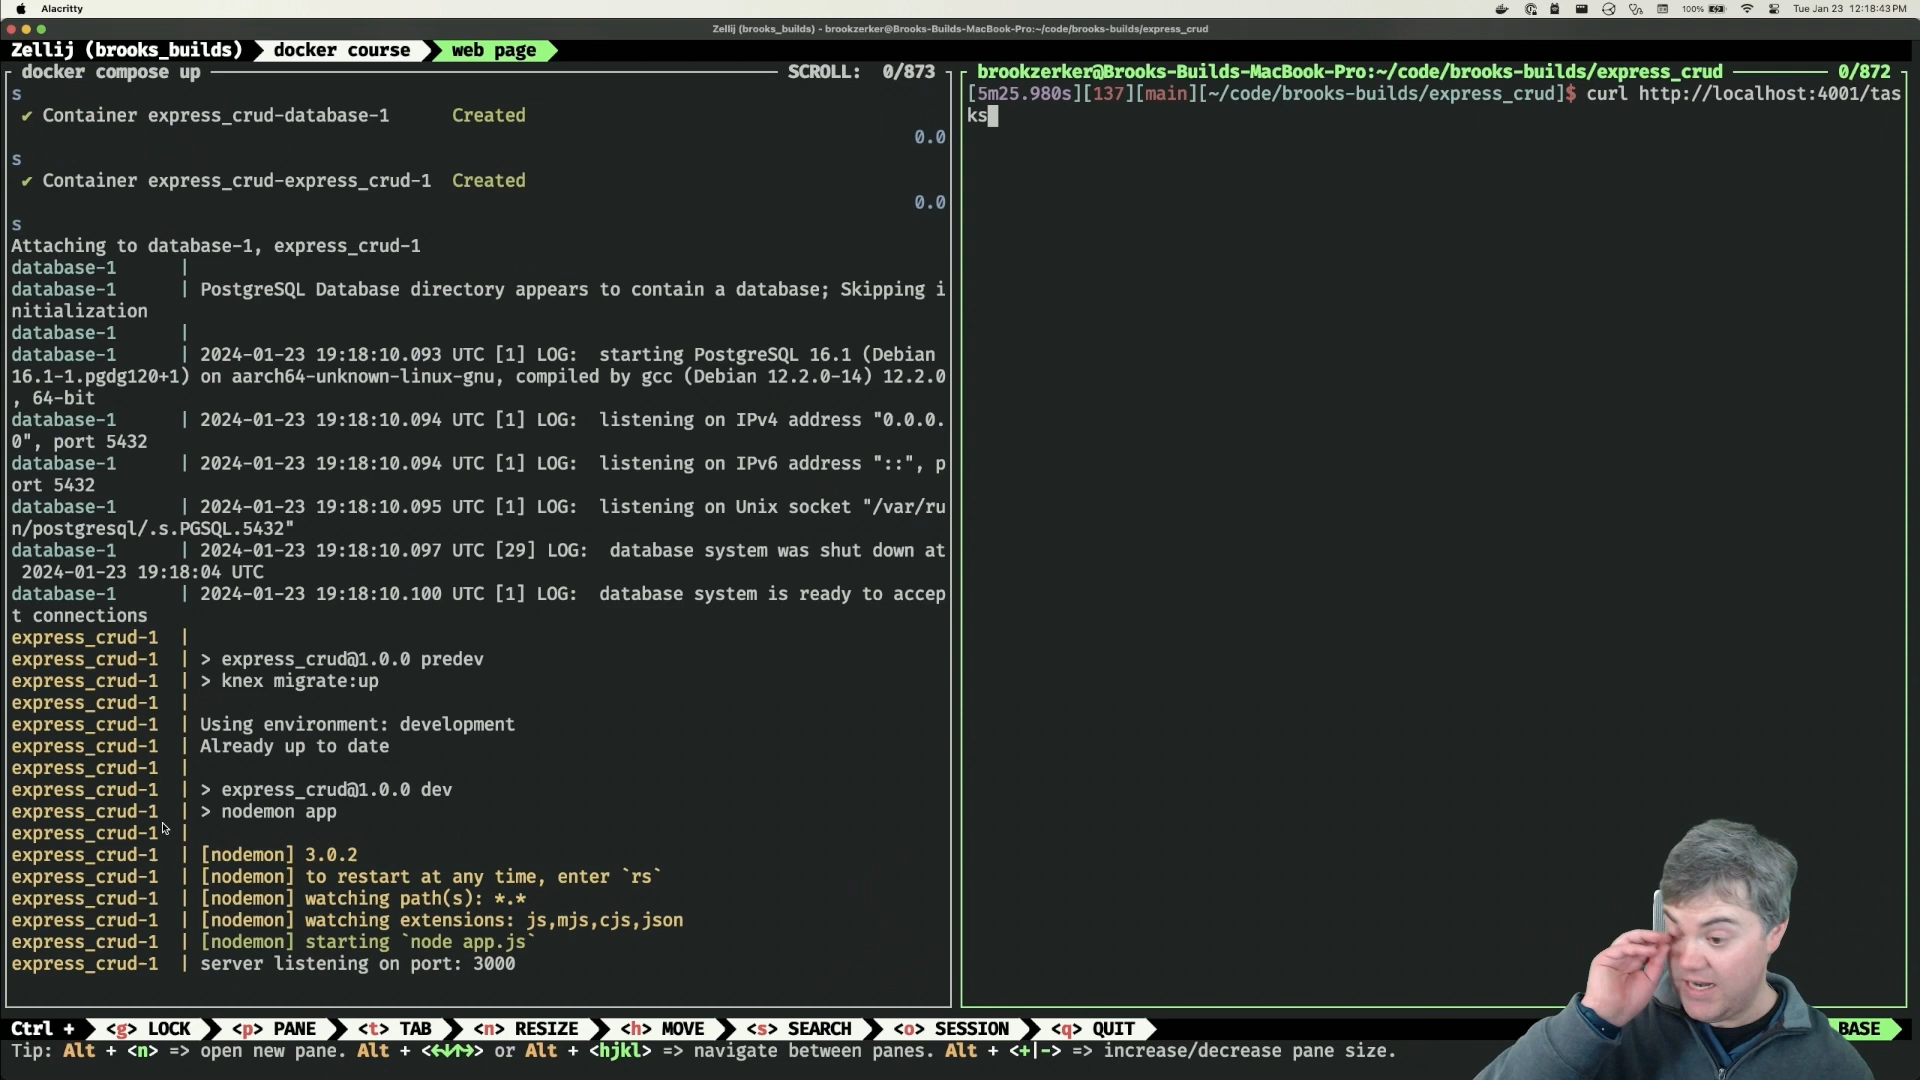 Alacritty
100%
Tue Jan 23 12:18:43 PM
Zellij (brooks_builds) - brookzerker@Brooks-Builds-MacBook-Pro:~/code/brooks-builds/express_crud
Zellij (brooks_builds) docker course web page
docker compose up SCROLL: 0/873
s
✔ Container express_crud-database-1 Created
0.0
s
✔ Container express_crud-express_crud-1 Created
0.0
s
Attaching to database-1, express_crud-1
database-1 |
database-1 | PostgreSQL Database directory appears to contain a database; Skipping i
nitialization
database-1 |
database-1 | 2024-01-23 19:18:10.093 UTC [1] LOG: starting PostgreSQL 16.1 (Debian
16.1-1.pgdg120+1) on aarch64-unknown-linux-gnu, compiled by gcc (Debian 12.2.0-14) 12.2.0
, 64-bit
database-1 | 2024-01-23 19:18:10.094 UTC [1] LOG: listening on IPv4 address "0.0.0.
0", port 5432
database-1 | 2024-01-23 19:18:10.094 UTC [1] LOG: listening on IPv6 address "::", p
ort 5432
database-1 | 2024-01-23 19:18:10.095 UTC [1] LOG: listening on Unix socket "/var/ru
n/postgresql/.s.PGSQL.5432"
database-1 | 2024-01-23 19:18:10.097 UTC [29] LOG: database system was shut down at
2024-01-23 19:18:04 UTC
database-1 | 2024-01-23 19:18:10.100 UTC [1] LOG: database system is ready to accep
t connections
express_crud-1 |
express_crud-1 | > express_crud@1.0.0 predev
express_crud-1 | > knex migrate:up
express_crud-1 |
express_crud-1 | Using environment: development
express_crud-1 | Already up to date
express_crud-1 |
express_crud-1 | > express_crud@1.0.0 dev
express_crud-1 | > nodemon app
express_crud-1 |
express_crud-1 | [nodemon] 3.0.2
express_crud-1 | [nodemon] to restart at any time, enter `rs`
express_crud-1 | [nodemon] watching path(s): *.*
express_crud-1 | [nodemon] watching extensions: js,mjs,cjs,json
express_crud-1 | [nodemon] starting `node app.js`
express_crud-1 | server listening on port: 3000
brookzerker@Brooks-Builds-MacBook-Pro:~/code/brooks-builds/express_crud 0/872
[5m25.980s][137][main][~/code/brooks-builds/express_crud]$ curl http://localhost:4001/tas
ks
Ctrl + <g> LOCK <p> PANE <t> TAB <n> RESIZE <h> MOVE <s> SEARCH <o> SESSION <q> QUIT BASE
Tip: Alt + <n> => open new pane. Alt + <←↓↑→> or Alt + <hjkl> => navigate between panes. Alt + <+|-> => increase/decrease pane size.